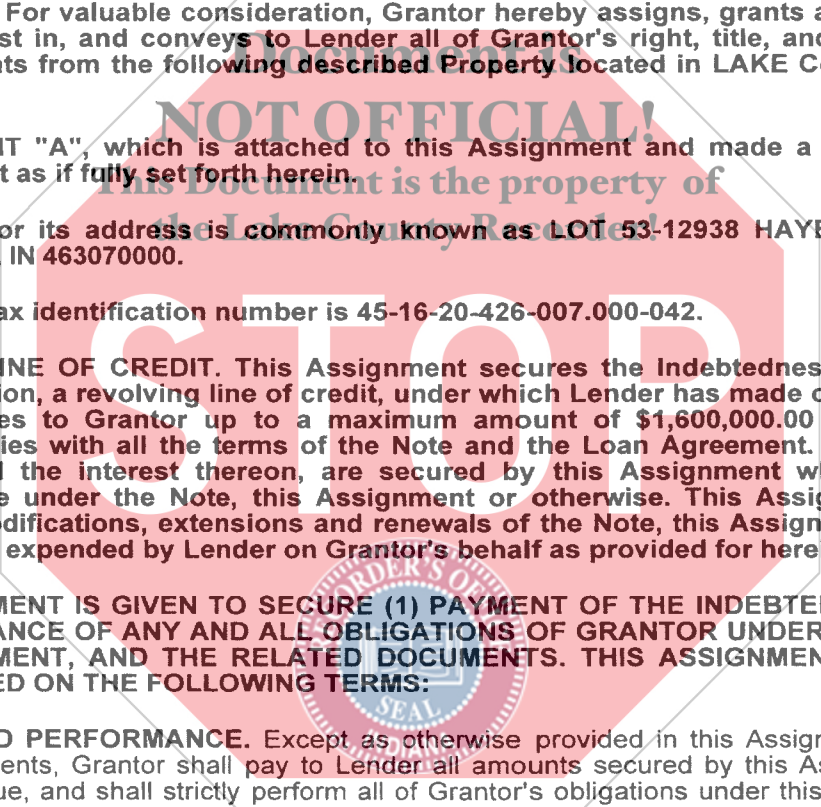 For valuable consideration, Grantor hereby assigns, grants a
st in, and conveys to Lender all of Grantor's right, title, and
Document is
ts from the following described Property located in LAKE Co
NOT OFFICIAL!
IT "A", which is attached to this Assignment and made a
t as if fully set forth herein.
This Document is the property of
the Lake County Recorder!
or its address is commonly known as LOT 53-12938 HAYE
IN 463070000.
ax identification number is 45-16-20-426-007.000-042.
STOP
INE OF CREDIT. This Assignment secures the Indebtednes
ion, a revolving line of credit, under which Lender has made o
es to Grantor up to a maximum amount of $1,600,000.00
ies with all the terms of the Note and the Loan Agreement.
the interest thereon, are secured by this Assignment wh
e under the Note, this Assignment or otherwise. This Assig
difications, extensions and renewals of the Note, this Assign
expended by Lender on Grantor's behalf as provided for herei
MENT IS GIVEN TO SECURE (1) PAYMENT OF THE INDEBTE
ANCE OF ANY AND ALL OBLIGATIONS OF GRANTOR UNDER
MENT, AND THE RELATED DOCUMENTS. THIS ASSIGNMEN
ED ON THE FOLLOWING TERMS:
RECORDER'S OFFICE
SEAL
INDIANA
D PERFORMANCE. Except as otherwise provided in this Assign
ents, Grantor shall pay to Lender all amounts secured by this As
ue, and shall strictly perform all of Grantor's obligations under this